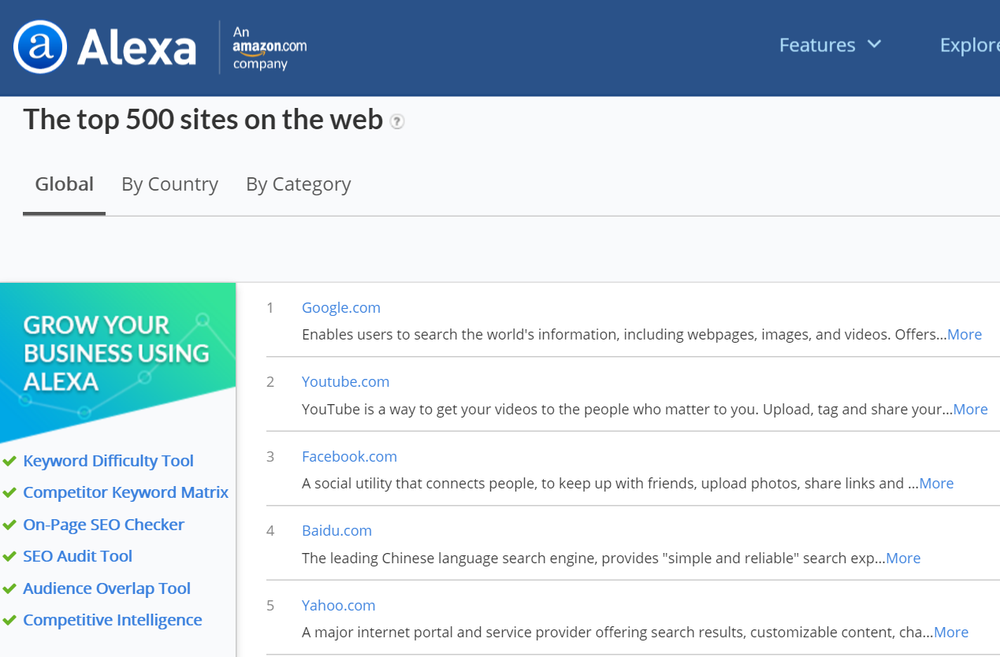 a Alexa
An
amazon.com
company
Features
Explore
The top 500 sites on the web ?
Global By Country By Category
GROW YOUR
BUSINESS USING
ALEXA
Keyword Difficulty Tool
Competitor Keyword Matrix
On-Page SEO Checker
SEO Audit Tool
Audience Overlap Tool
Competitive Intelligence
1 Google.com
Enables users to search the world's information, including webpages, images, and videos. Offers...More
2 Youtube.com
YouTube is a way to get your videos to the people who matter to you. Upload, tag and share your...More
3 Facebook.com
A social utility that connects people, to keep up with friends, upload photos, share links and ...More
4 Baidu.com
The leading Chinese language search engine, provides "simple and reliable" search exp...More
5 Yahoo.com
A major internet portal and service provider offering search results, customizable content, cha...More